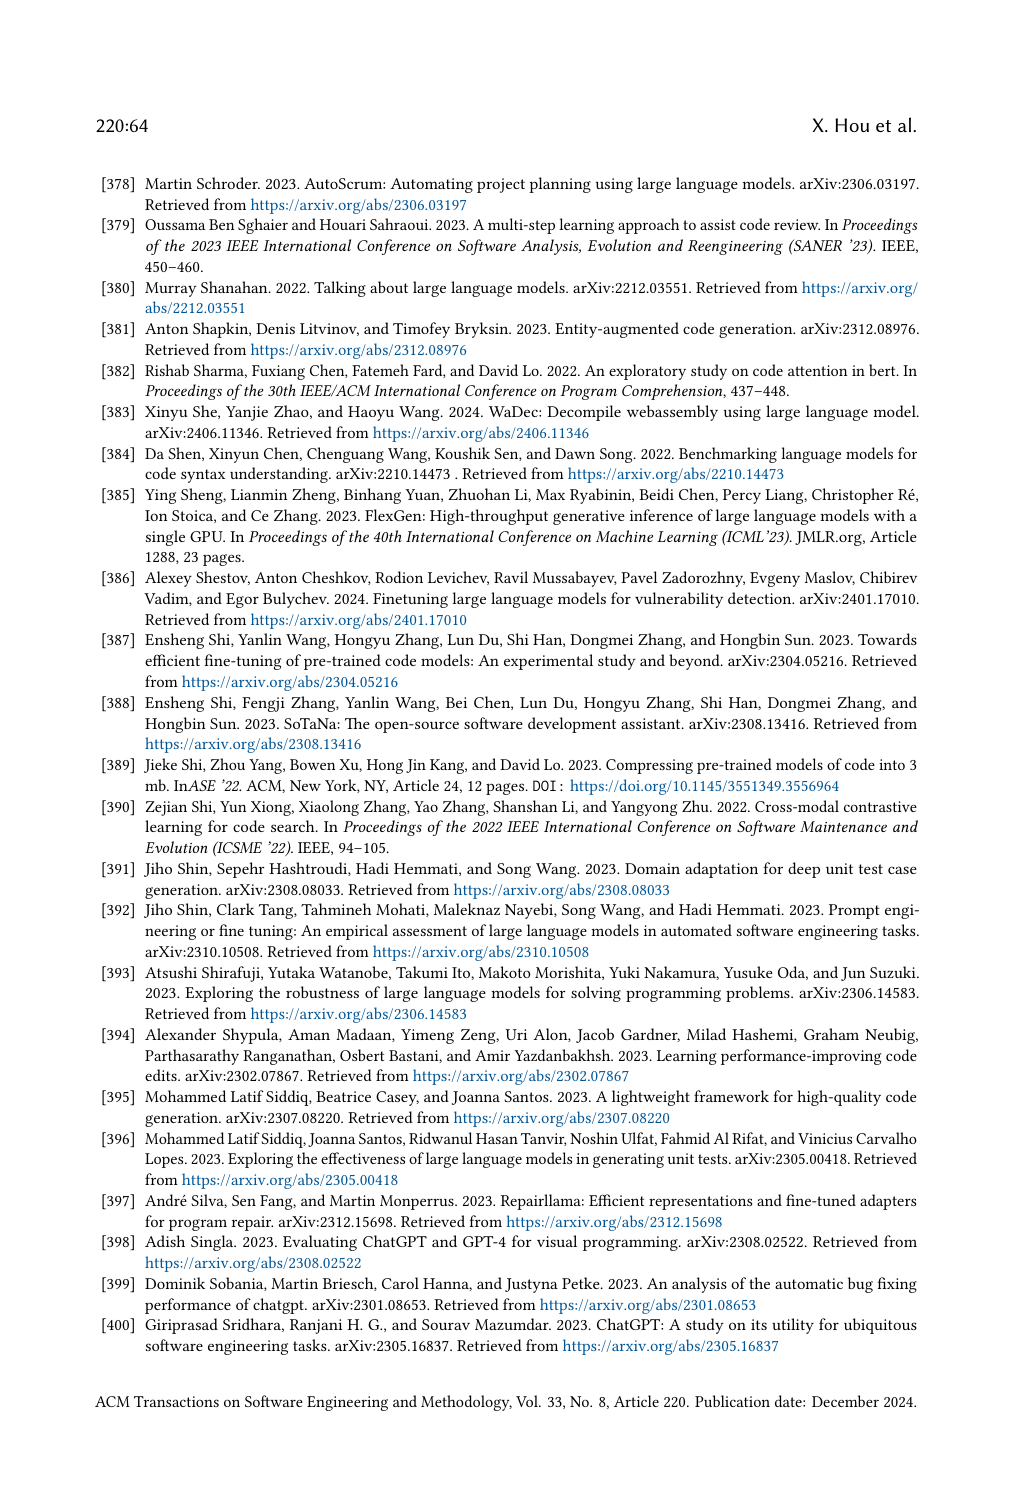 220:64
X. Hou et al.
[378] Martin Schroder. 2023. AutoScrum: Automating project planning using large language models. arXiv:2306.03197.
Retrieved from https://arxiv.org/abs/2306.03197
[379] Oussama Ben Sghaier and Houari Sahraoui. 2023. A multi-step learning approach to assist code review. In Proceedings
of the 2023 IEEE International Conference on Software Analysis, Evolution and Reengineering (SANER ’23). IEEE,
450–460.
[380] Murray Shanahan. 2022. Talking about large language models. arXiv:2212.03551. Retrieved from https://arxiv.org/
abs/2212.03551
[381] Anton Shapkin, Denis Litvinov, and Timofey Bryksin. 2023. Entity-augmented code generation. arXiv:2312.08976.
Retrieved from https://arxiv.org/abs/2312.08976
[382] Rishab Sharma, Fuxiang Chen, Fatemeh Fard, and David Lo. 2022. An exploratory study on code attention in bert. In
Proceedings of the 30th IEEE/ACM International Conference on Program Comprehension, 437–448.
[383] Xinyu She, Yanjie Zhao, and Haoyu Wang. 2024. WaDec: Decompile webassembly using large language model.
arXiv:2406.11346. Retrieved from https://arxiv.org/abs/2406.11346
[384] Da Shen, Xinyun Chen, Chenguang Wang, Koushik Sen, and Dawn Song. 2022. Benchmarking language models for
code syntax understanding. arXiv:2210.14473 . Retrieved from https://arxiv.org/abs/2210.14473
[385] Ying Sheng, Lianmin Zheng, Binhang Yuan, Zhuohan Li, Max Ryabinin, Beidi Chen, Percy Liang, Christopher Ré,
Ion Stoica, and Ce Zhang. 2023. FlexGen: High-throughput generative inference of large language models with a
single GPU. In Proceedings of the 40th International Conference on Machine Learning (ICML’23). JMLR.org, Article
1288, 23 pages.
[386] Alexey Shestov, Anton Cheshkov, Rodion Levichev, Ravil Mussabayev, Pavel Zadorozhny, Evgeny Maslov, Chibirev
Vadim, and Egor Bulychev. 2024. Finetuning large language models for vulnerability detection. arXiv:2401.17010.
Retrieved from https://arxiv.org/abs/2401.17010
[387] Ensheng Shi, Yanlin Wang, Hongyu Zhang, Lun Du, Shi Han, Dongmei Zhang, and Hongbin Sun. 2023. Towards
efficient fine-tuning of pre-trained code models: An experimental study and beyond. arXiv:2304.05216. Retrieved
from https://arxiv.org/abs/2304.05216
[388] Ensheng Shi, Fengji Zhang, Yanlin Wang, Bei Chen, Lun Du, Hongyu Zhang, Shi Han, Dongmei Zhang, and
Hongbin Sun. 2023. SoTaNa: The open-source software development assistant. arXiv:2308.13416. Retrieved from
https://arxiv.org/abs/2308.13416
[389] Jieke Shi, Zhou Yang, Bowen Xu, Hong Jin Kang, and David Lo. 2023. Compressing pre-trained models of code into 3
mb. InASE ’22. ACM, New York, NY, Article 24, 12 pages. DOI: https://doi.org/10.1145/3551349.3556964
[390] Zejian Shi, Yun Xiong, Xiaolong Zhang, Yao Zhang, Shanshan Li, and Yangyong Zhu. 2022. Cross-modal contrastive
learning for code search. In Proceedings of the 2022 IEEE International Conference on Software Maintenance and
Evolution (ICSME ’22). IEEE, 94–105.
[391] Jiho Shin, Sepehr Hashtroudi, Hadi Hemmati, and Song Wang. 2023. Domain adaptation for deep unit test case
generation. arXiv:2308.08033. Retrieved from https://arxiv.org/abs/2308.08033
[392] Jiho Shin, Clark Tang, Tahmineh Mohati, Maleknaz Nayebi, Song Wang, and Hadi Hemmati. 2023. Prompt engi-
neering or fine tuning: An empirical assessment of large language models in automated software engineering tasks.
arXiv:2310.10508. Retrieved from https://arxiv.org/abs/2310.10508
[393] Atsushi Shirafuji, Yutaka Watanobe, Takumi Ito, Makoto Morishita, Yuki Nakamura, Yusuke Oda, and Jun Suzuki.
2023. Exploring the robustness of large language models for solving programming problems. arXiv:2306.14583.
Retrieved from https://arxiv.org/abs/2306.14583
[394] Alexander Shypula, Aman Madaan, Yimeng Zeng, Uri Alon, Jacob Gardner, Milad Hashemi, Graham Neubig,
Parthasarathy Ranganathan, Osbert Bastani, and Amir Yazdanbakhsh. 2023. Learning performance-improving code
edits. arXiv:2302.07867. Retrieved from https://arxiv.org/abs/2302.07867
[395] Mohammed Latif Siddiq, Beatrice Casey, and Joanna Santos. 2023. A lightweight framework for high-quality code
generation. arXiv:2307.08220. Retrieved from https://arxiv.org/abs/2307.08220
[396] Mohammed Latif Siddiq, Joanna Santos, Ridwanul Hasan Tanvir, Noshin Ulfat, Fahmid Al Rifat, and Vinicius Carvalho
Lopes. 2023. Exploring the effectiveness of large language models in generating unit tests. arXiv:2305.00418. Retrieved
from https://arxiv.org/abs/2305.00418
[397] André Silva, Sen Fang, and Martin Monperrus. 2023. Repairllama: Efficient representations and fine-tuned adapters
for program repair. arXiv:2312.15698. Retrieved from https://arxiv.org/abs/2312.15698
[398] Adish Singla. 2023. Evaluating ChatGPT and GPT-4 for visual programming. arXiv:2308.02522. Retrieved from
https://arxiv.org/abs/2308.02522
[399] Dominik Sobania, Martin Briesch, Carol Hanna, and Justyna Petke. 2023. An analysis of the automatic bug fixing
performance of chatgpt. arXiv:2301.08653. Retrieved from https://arxiv.org/abs/2301.08653
[400] Giriprasad Sridhara, Ranjani H. G., and Sourav Mazumdar. 2023. ChatGPT: A study on its utility for ubiquitous
software engineering tasks. arXiv:2305.16837. Retrieved from https://arxiv.org/abs/2305.16837
ACM Transactions on Software Engineering and Methodology, Vol. 33, No. 8, Article 220. Publication date: December 2024.